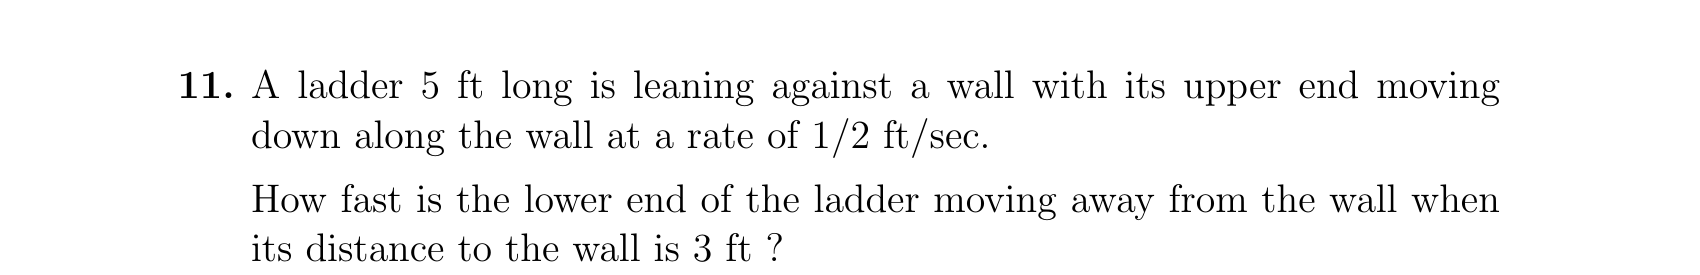 11. A ladder 5 ft long is leaning against a wall with its upper end moving
down along the wall at a rate of 1/2 ft/sec.
How fast is the lower end of the ladder moving away from the wall when
its distance to the wall is 3 ft ?